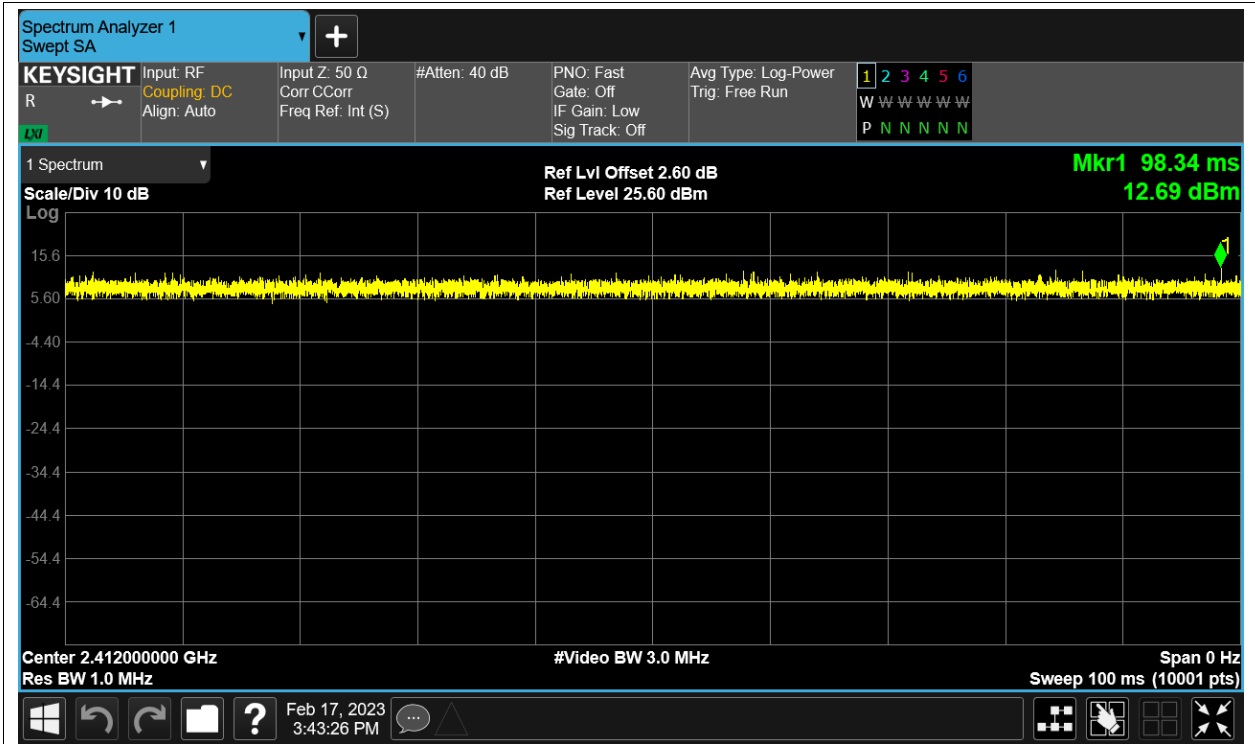 Spectrum Analyzer 1
Swept SA
+
KEYSIGHT
R
LXI
Input: RF
Coupling: DC
Align: Auto
Input Z: 50 Ω
Corr CCorr
Freq Ref: Int (S)
#Atten: 40 dB
PNO: Fast
Gate: Off
IF Gain: Low
Sig Track: Off
Avg Type: Log-Power
Trig: Free Run
1 2 3 4 5 6
W W W W W W
P N N N N N
1 Spectrum
Scale/Div 10 dB
Ref Lvl Offset 2.60 dB
Ref Level 25.60 dBm
Mkr1 98.34 ms
12.69 dBm
Log
1
15.6
5.60
-4.40
-14.4
-24.4
-34.4
-44.4
-54.4
-64.4
Center 2.412000000 GHz
#Video BW 3.0 MHz
Span 0 Hz
Res BW 1.0 MHz
Sweep 100 ms (10001 pts)
?
Feb 17, 2023
3:43:26 PM